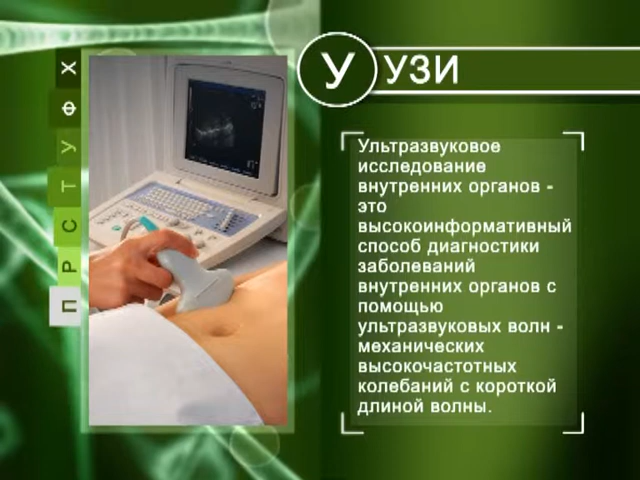 У
УЗИ
Х
Ф
У
Т
С
Р
П
Ультразвуковое
исследование
внутренних органов -
это
высокоинформативный
способ диагностики
заболеваний
внутренних органов с
помощью
ультразвуковых волн -
механических
высокочастотных
колебаний с короткой
длиной волны.